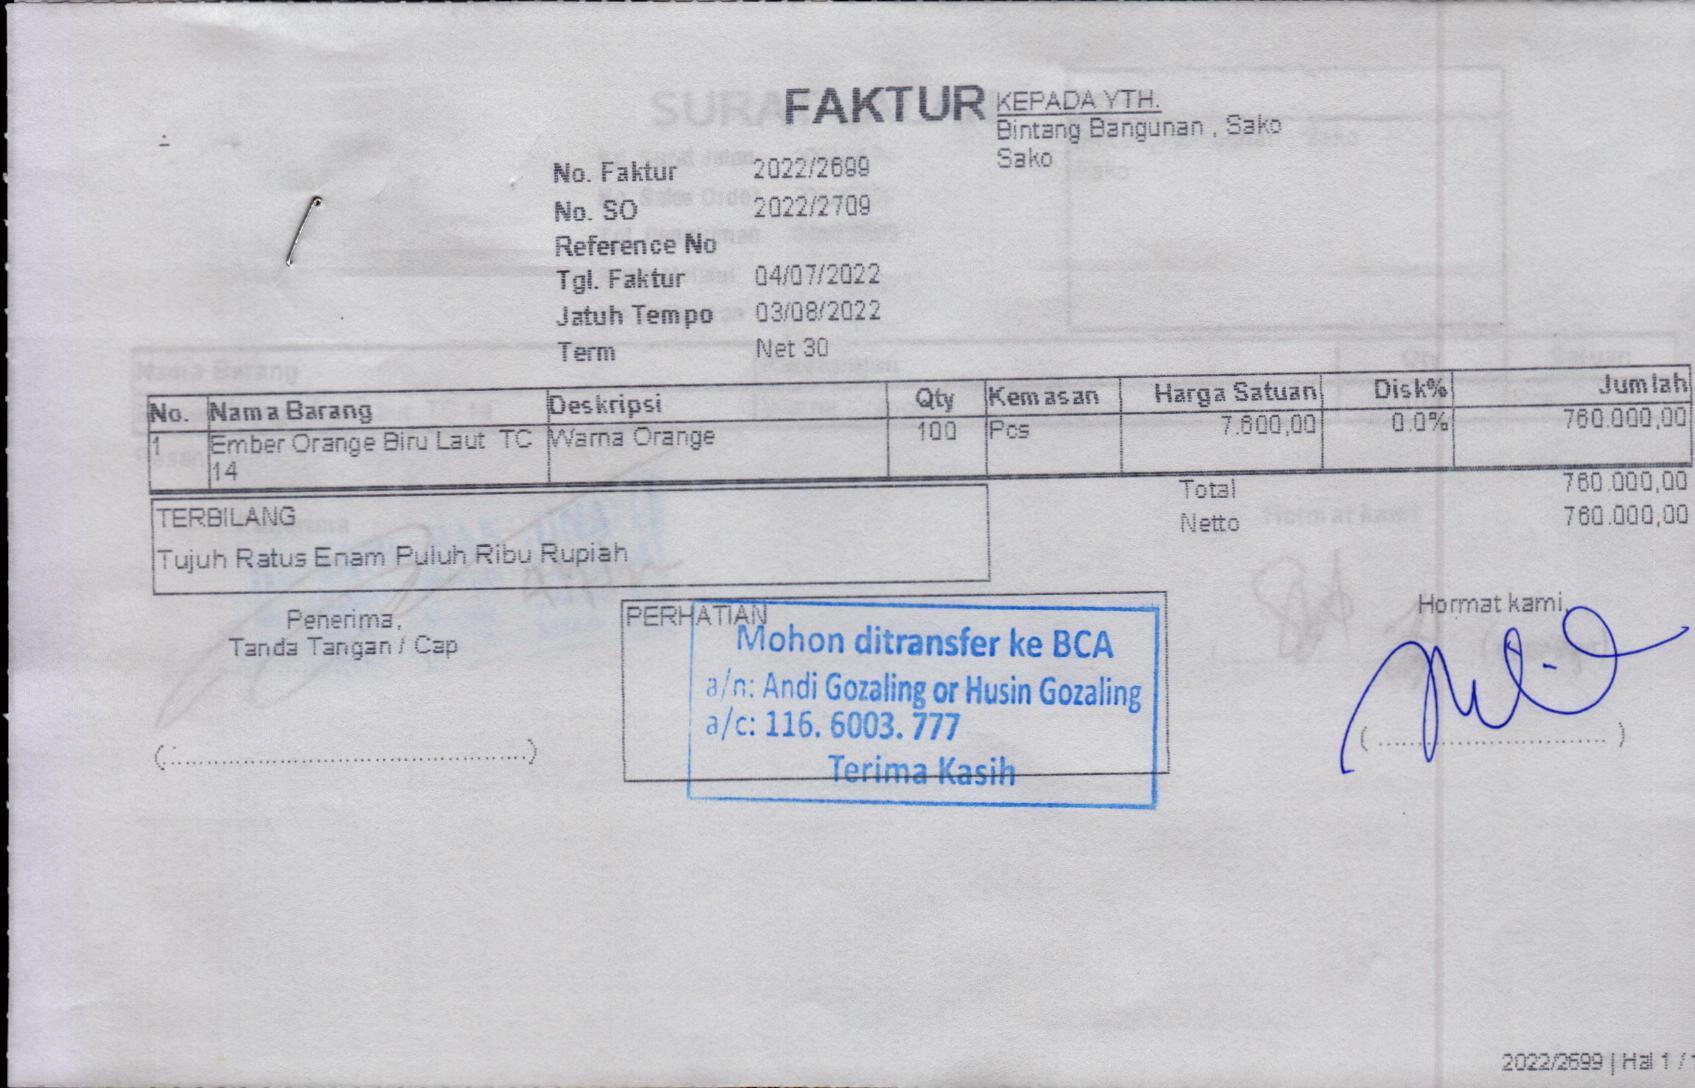 FAKTUR
KEPADA YTH.
Bintang Bangunan , Sako
Sako
No. Faktur 2022/2699
No. SO 2022/2709
Reference No
Tgl. Faktur 04/07/2022
Jatuh Tempo 03/08/2022
Term Net 30
No. Nama Barang Deskripsi Qty Kemasan Harga Satuan Disk% Jumlah
1 Ember Orange Biru Laut TC Warna Orange 100 Pcs 7.600,00 0.0% 760.000,00
14
Total 760.000,00
Netto 760.000,00
TERBILANG
Tujuh Ratus Enam Puluh Ribu Rupiah
Penerima,
Tanda Tangan / Cap
PERHATIAN
Mohon ditransfer ke BCA
a/n: Andi Gozaling or Husin Gozaling
a/c: 116. 6003. 777
Terima Kasih
Hormat kami,
2022/2699 | Hal 1 /